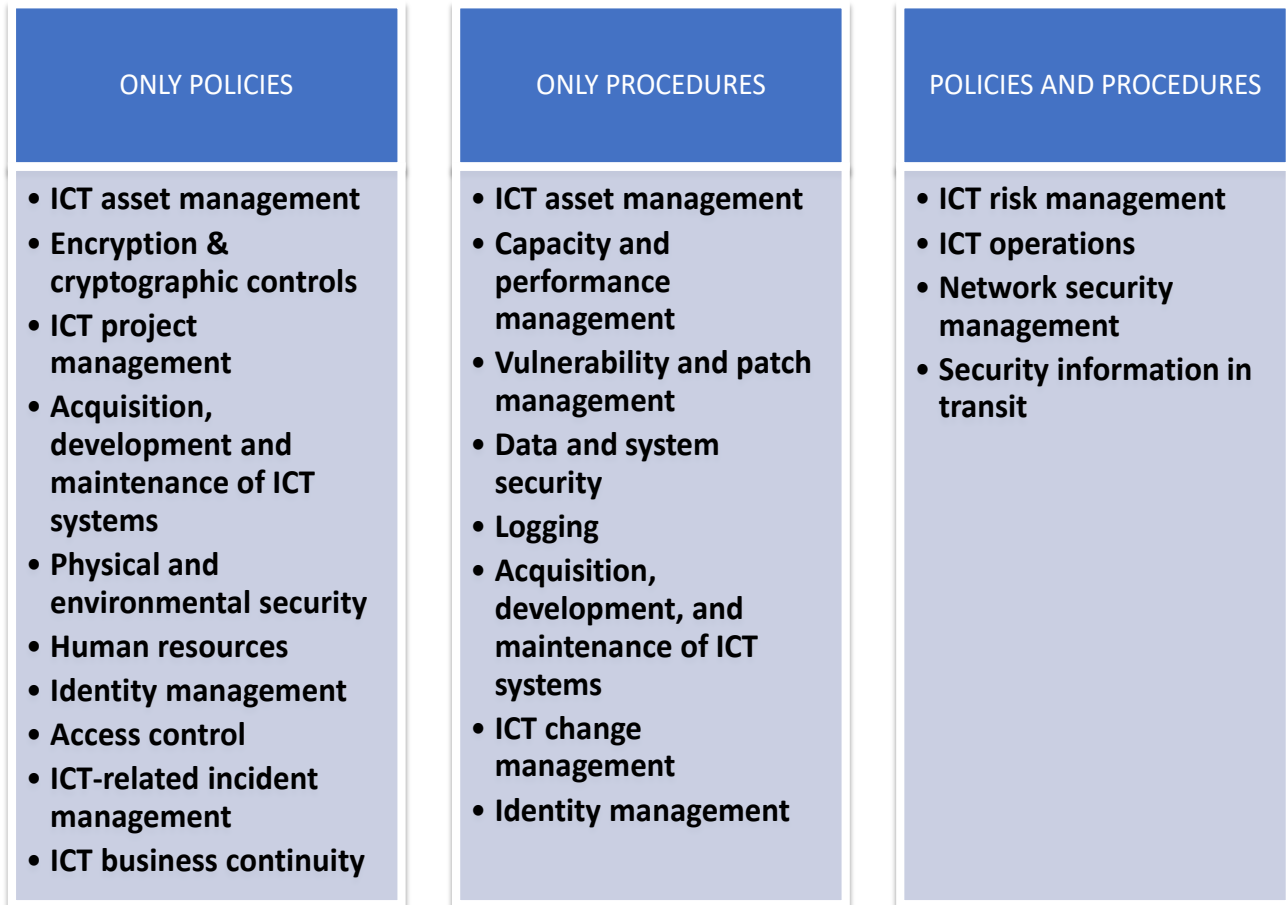 ONLY POLICIES
• ICT asset management
• Encryption &
cryptographic controls
• ICT project
management
• Acquisition,
development and
maintenance of ICT
systems
• Physical and
environmental security
• Human resources
• Identity management
• Access control
• ICT-related incident
management
• ICT business continuity
ONLY PROCEDURES
• ICT asset management
• Capacity and
performance
management
• Vulnerability and patch
management
• Data and system
security
• Logging
• Acquisition,
development, and
maintenance of ICT
systems
• ICT change
management
• Identity management
POLICIES AND PROCEDURES
• ICT risk management
• ICT operations
• Network security
management
• Security information in
transit